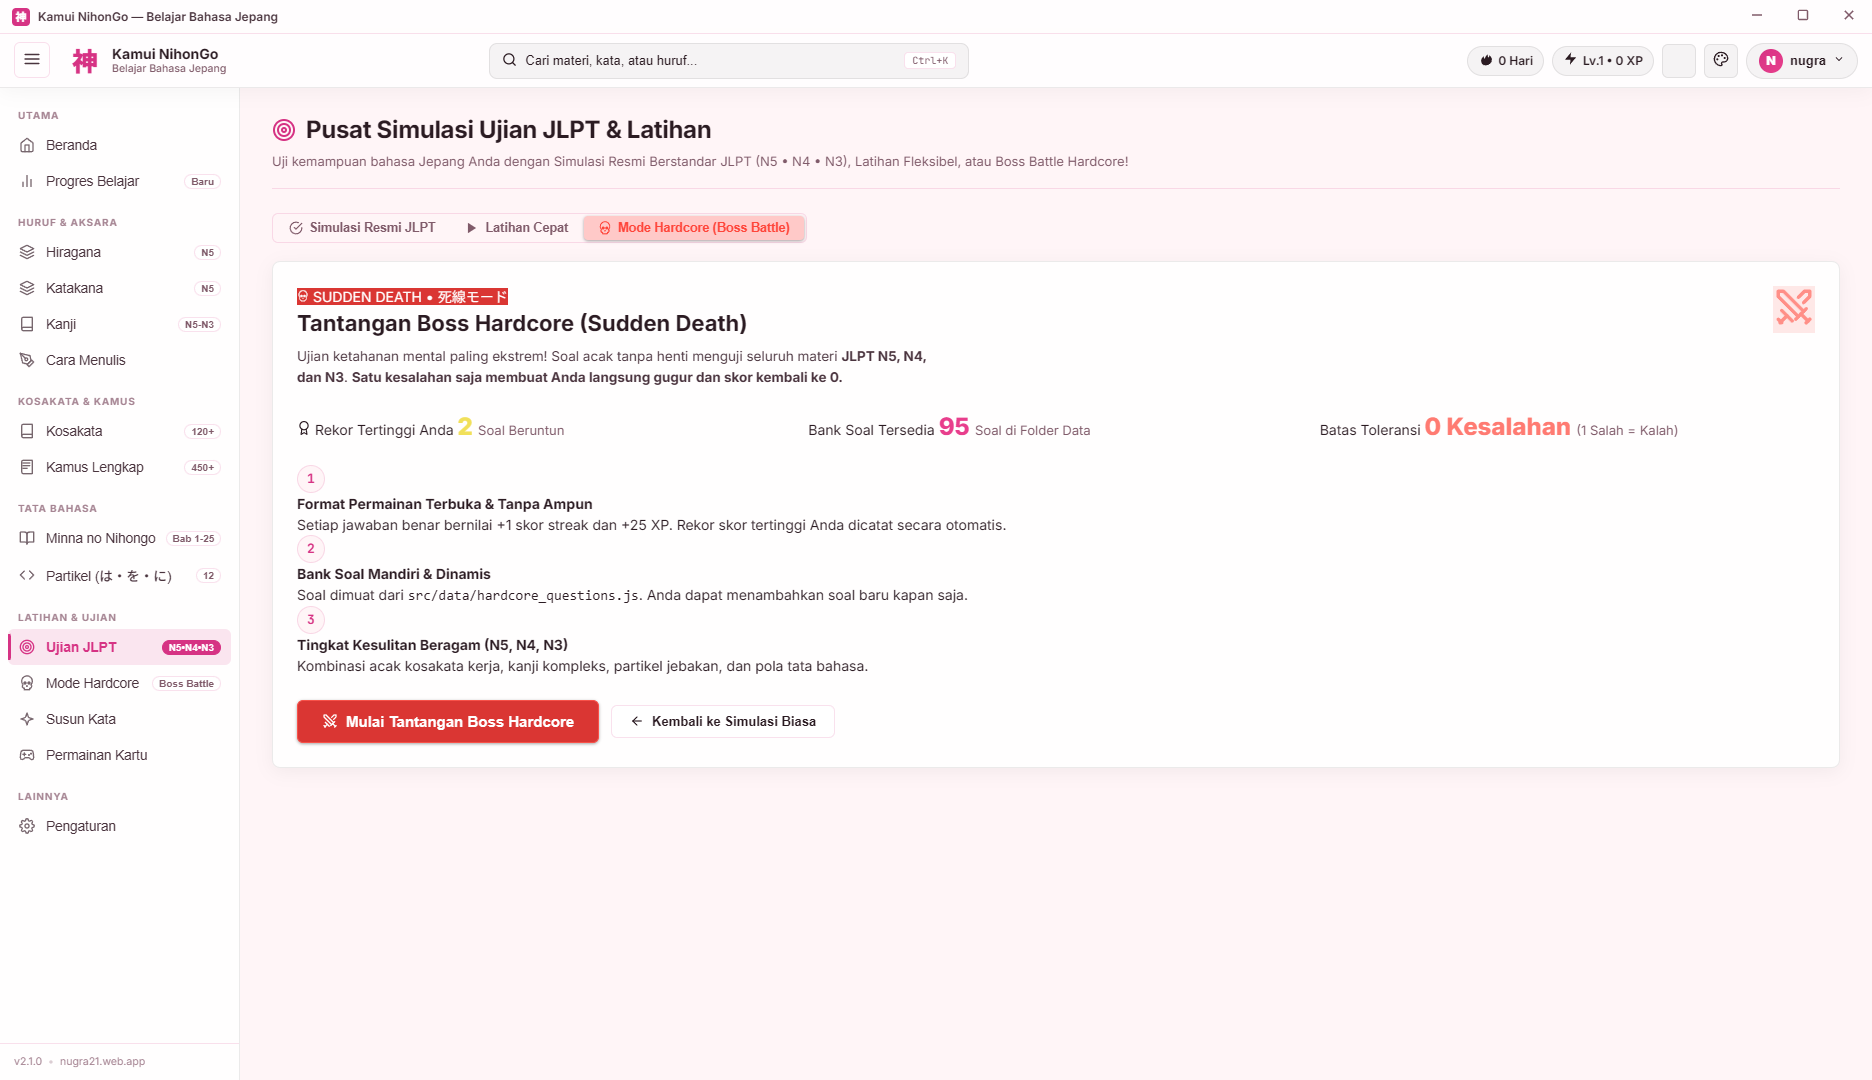 神 Kamui NihonGo — Belajar Bahasa Jepang
神 Kamui NihonGo
Belajar Bahasa Jepang
Cari materi, kata, atau huruf... Ctrl+K
0 Hari
Lv.1 • 0 XP
N nugra
UTAMA
Beranda
Progres Belajar Baru
HURUF & AKSARA
Hiragana N5
Katakana N5
Kanji N5-N3
Cara Menulis
KOSAKATA & KAMUS
Kosakata 120+
Kamus Lengkap 450+
TATA BAHASA
Minna no Nihongo Bab 1-25
Partikel (は・を・に) 12
LATIHAN & UJIAN
Ujian JLPT N5•N4•N3
Mode Hardcore Boss Battle
Susun Kata
Permainan Kartu
LAINNYA
Pengaturan
v2.1.0 • nugra21.web.app
Pusat Simulasi Ujian JLPT & Latihan
Uji kemampuan bahasa Jepang Anda dengan Simulasi Resmi Berstandar JLPT (N5 • N4 • N3), Latihan Fleksibel, atau Boss Battle Hardcore!
Simulasi Resmi JLPT Latihan Cepat Mode Hardcore (Boss Battle)
SUDDEN DEATH • 死線モード
Tantangan Boss Hardcore (Sudden Death)
Ujian ketahanan mental paling ekstrem! Soal acak tanpa henti menguji seluruh materi JLPT N5, N4,
dan N3. Satu kesalahan saja membuat Anda langsung gugur dan skor kembali ke 0.
Rekor Tertinggi Anda 2 Soal Beruntun
Bank Soal Tersedia 95 Soal di Folder Data
Batas Toleransi 0 Kesalahan (1 Salah = Kalah)
1
Format Permainan Terbuka & Tanpa Ampun
Setiap jawaban benar bernilai +1 skor streak dan +25 XP. Rekor skor tertinggi Anda dicatat secara otomatis.
2
Bank Soal Mandiri & Dinamis
Soal dimuat dari src/data/hardcore_questions.js. Anda dapat menambahkan soal baru kapan saja.
3
Tingkat Kesulitan Beragam (N5, N4, N3)
Kombinasi acak kosakata kerja, kanji kompleks, partikel jebakan, dan pola tata bahasa.
Mulai Tantangan Boss Hardcore
Kembali ke Simulasi Biasa